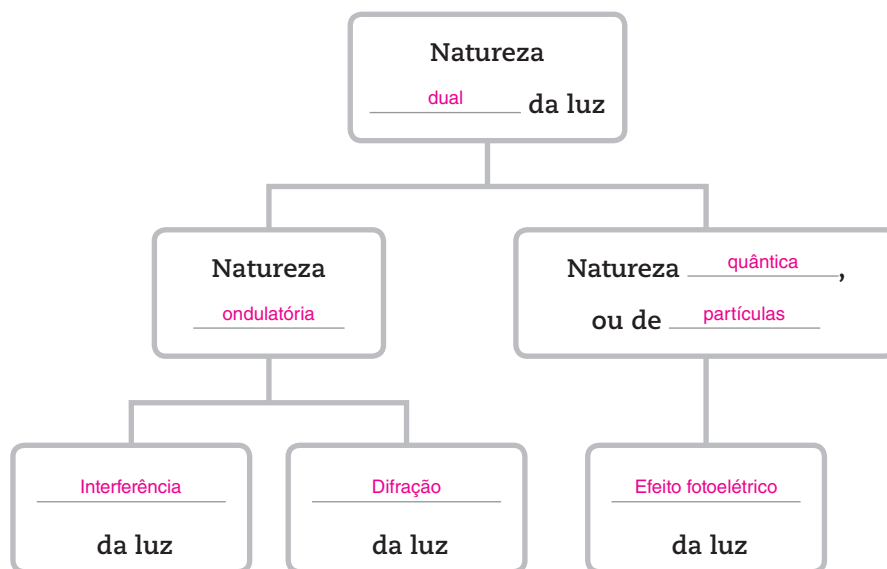 Natureza
dual da luz
Natureza
ondulatória
Natureza quântica,
ou de partículas
Interferência
da luz
Difração
da luz
Efeito fotoelétrico
da luz